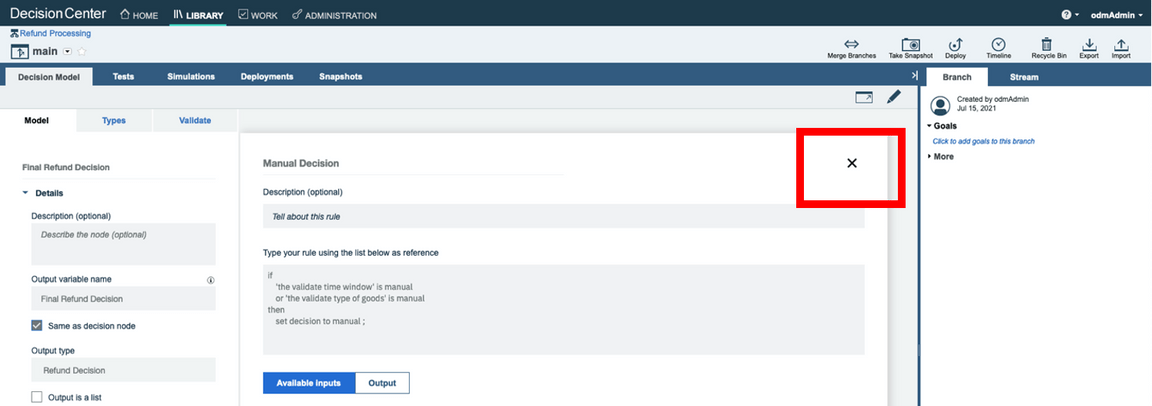 DecisionCenter HOME LIBRARY WORK ADMINISTRATION odmAdmin
Refund Processing
main
Merge Branches Take Snapshot Deploy Timeline Recycle Bin Export Import
Decision Model Tests Simulations Deployments Snapshots
Branch Stream
Created by odmAdmin
Jul 15, 2021
Goals
Click to add goals to this branch
More
Model Types Validate
Final Refund Decision
Details
Description (optional)
Describe the node (optional)
Output variable name
Final Refund Decision
Same as decision node
Output type
Refund Decision
Output is a list
Manual Decision
Description (optional)
Tell about this rule
Type your rule using the list below as reference
if
'the validate time window' is manual
or 'the validate type of goods' is manual
then
set decision to manual ;
Available inputs Output